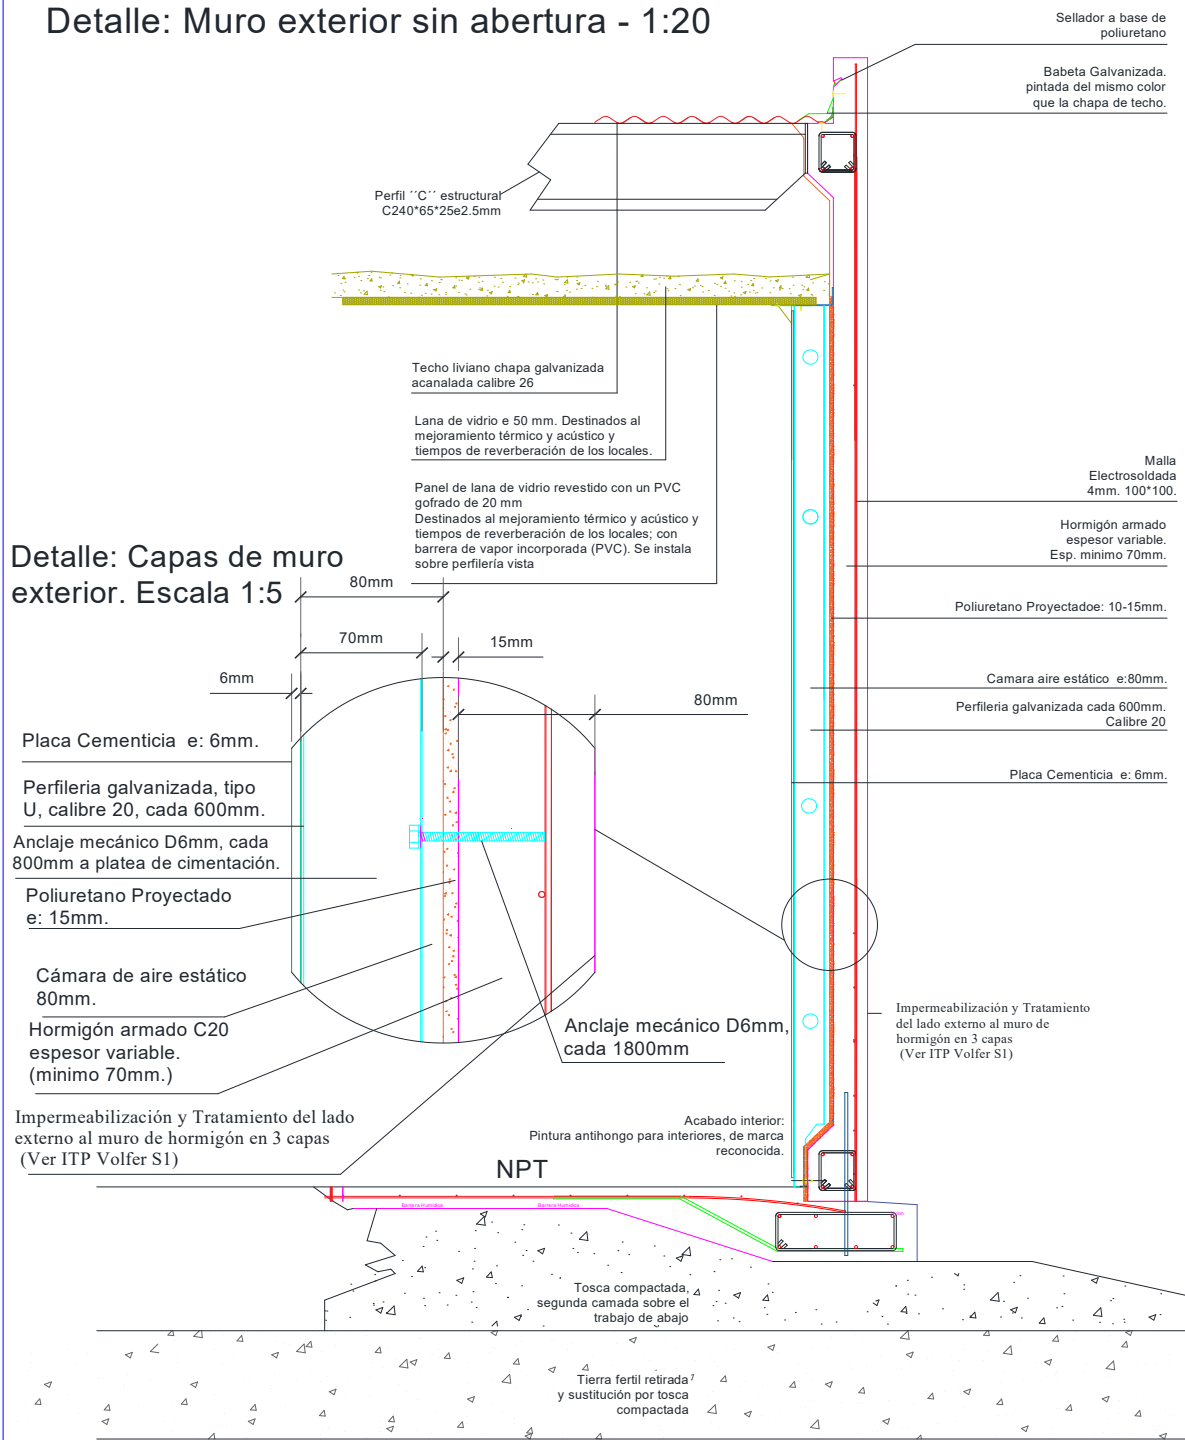 Detalle: Muro exterior sin abertura - 1:20
Sellador a base de
poliuretano
Babeta Galvanizada.
pintada del mismo color
que la chapa de techo.
Perfil ´´C´´ estructural
C240*65*25e2.5mm
Techo liviano chapa galvanizada
acanalada calibre 26
Lana de vidrio e 50 mm. Destinados al
mejoramiento térmico y acústico y
tiempos de reverberación de los locales.
Panel de lana de vidrio revestido con un PVC
gofrado de 20 mm
Destinados al mejoramiento térmico y acústico y
tiempos de reverberación de los locales; con
barrera de vapor incorporada (PVC). Se instala
sobre perfilería vista
Malla
Electrosoldada
4mm. 100*100.
Hormigón armado
espesor variable.
Esp. minimo 70mm.
Poliuretano Proyectadoe: 10-15mm.
Camara aire estático e:80mm.
Perfileria galvanizada cada 600mm.
Calibre 20
Placa Cementicia e: 6mm.
Detalle: Capas de muro
exterior. Escala 1:5
80mm
70mm
15mm
6mm
80mm
Placa Cementicia e: 6mm.
Perfileria galvanizada, tipo
U, calibre 20, cada 600mm.
Anclaje mecánico D6mm, cada
800mm a platea de cimentación.
Poliuretano Proyectado
e: 15mm.
Cámara de aire estático
80mm.
Hormigón armado C20
espesor variable.
(minimo 70mm.)
Impermeabilización y Tratamiento del lado
externo al muro de hormigón en 3 capas
(Ver ITP Volfer S1)
Anclaje mecánico D6mm,
cada 1800mm
Impermeabilización y Tratamiento
del lado externo al muro de
hormigón en 3 capas
(Ver ITP Volfer S1)
Acabado interior:
Pintura antihongo para interiores, de marca
reconocida.
NPT
Barrera Humidica
Barrera Humidica
Tosca compactada,
segunda camada sobre el
trabajo de abajo
Tierra fertil retirada
y sustitución por tosca
compactada